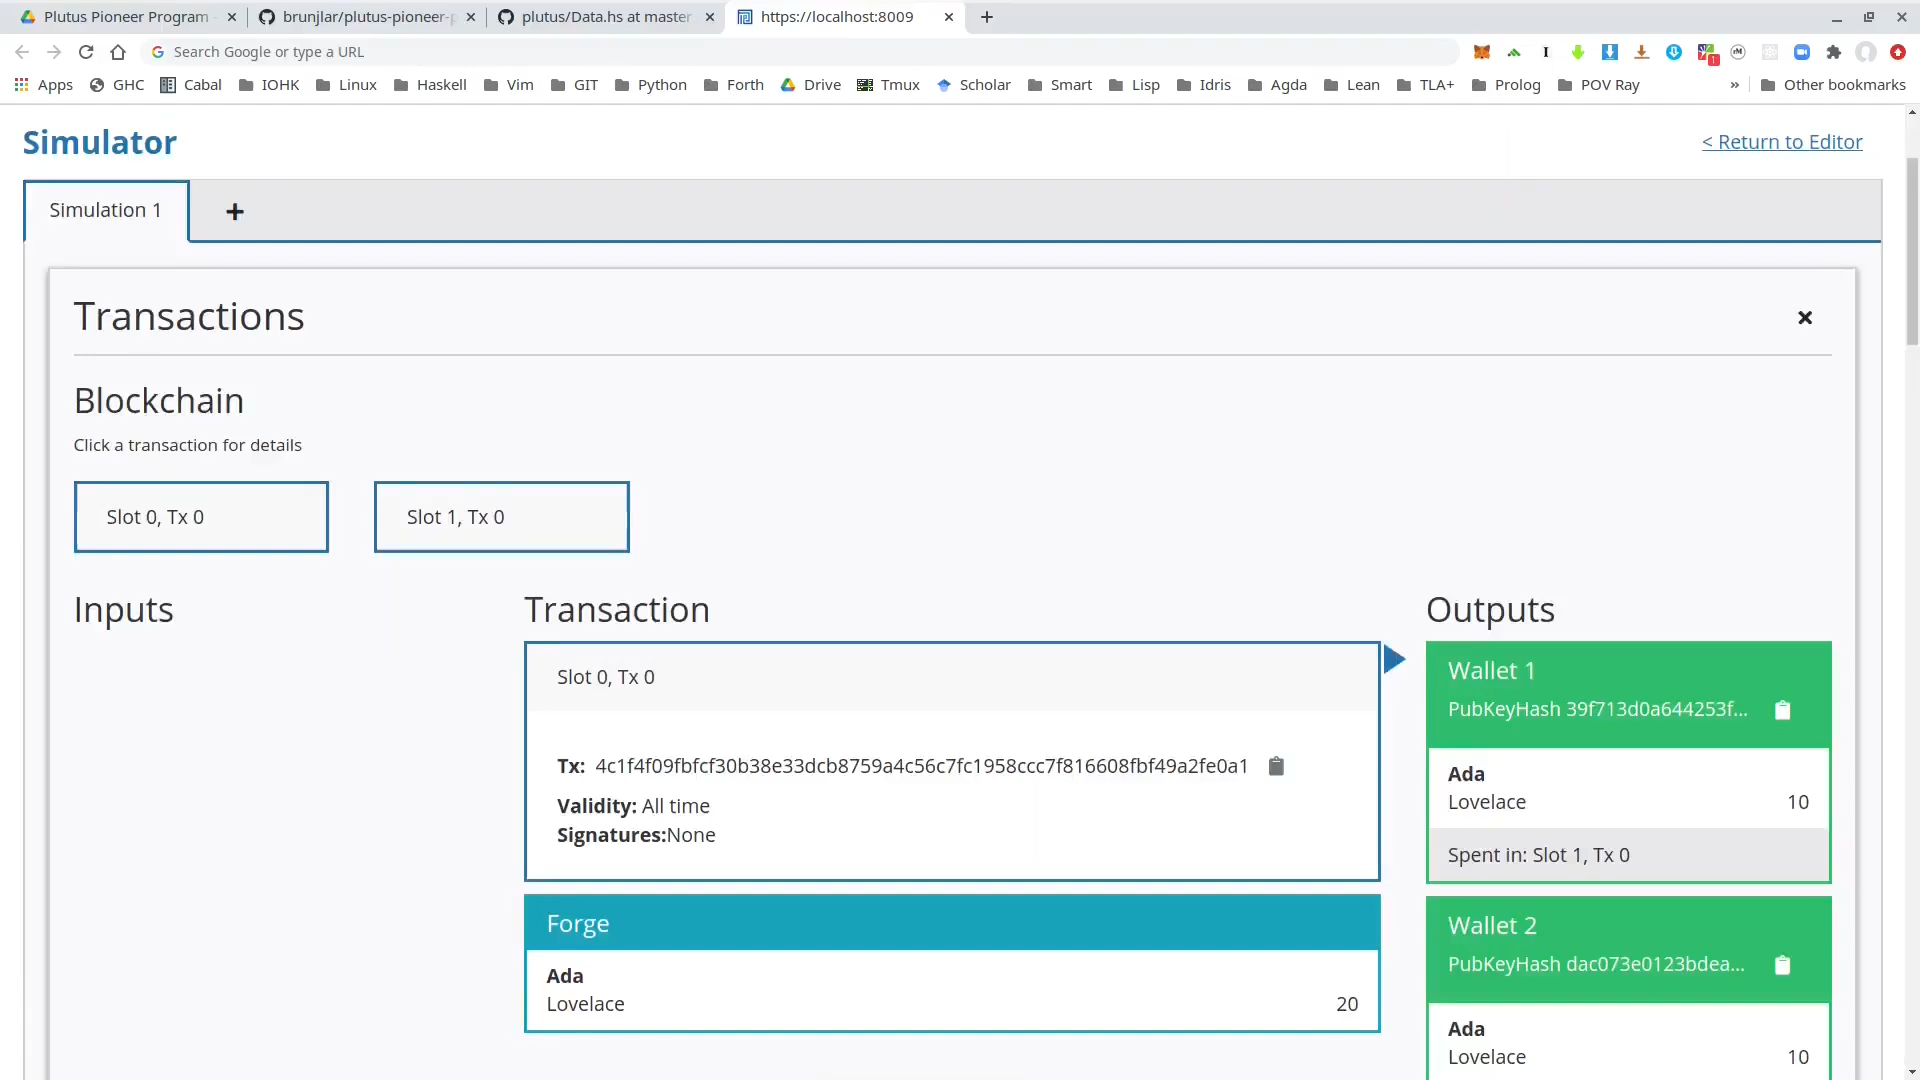 Plutus Pioneer Program
brunjlar/plutus-pioneer-p
plutus/Data.hs at master
https://localhost:8009
Search Google or type a URL
Apps GHC Cabal IOHK Linux Haskell Vim GIT Python Forth Drive Tmux Scholar Smart Lisp Idris Agda Lean TLA+ Prolog POV Ray » Other bookmarks
Simulator
< Return to Editor
Simulation 1
+
Transactions
Blockchain
Click a transaction for details
Slot 0, Tx 0
Slot 1, Tx 0
Inputs
Transaction
Slot 0, Tx 0
Tx: 4c1f4f09fbfcf30b38e33dcb8759a4c56c7fc1958ccc7f816608fbf49a2fe0a1
Validity: All time
Signatures:None
Forge
Ada
Lovelace 20
Outputs
Wallet 1
PubKeyHash 39f713d0a644253f...
Ada
Lovelace 10
Spent in: Slot 1, Tx 0
Wallet 2
PubKeyHash dac073e0123bdea...
Ada
Lovelace 10